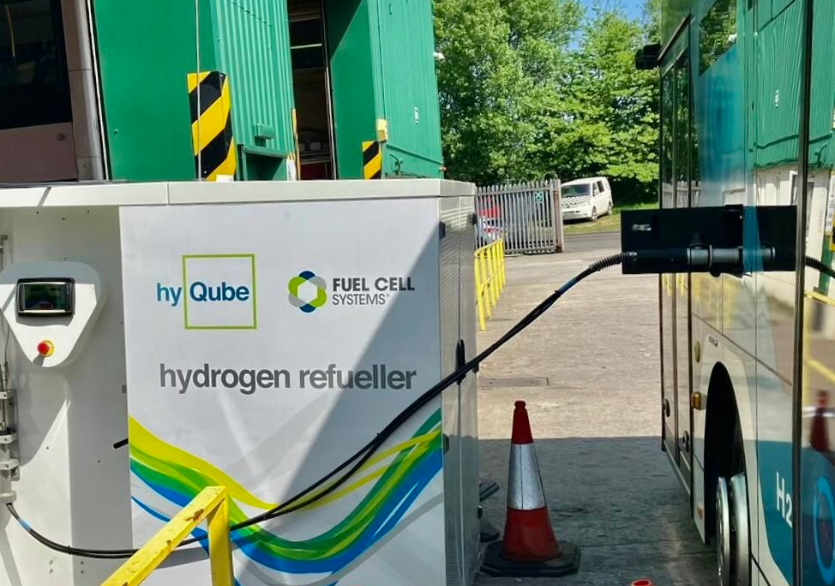 hy Qube
FUEL CELL
SYSTEMS
hydrogen refueller
H2